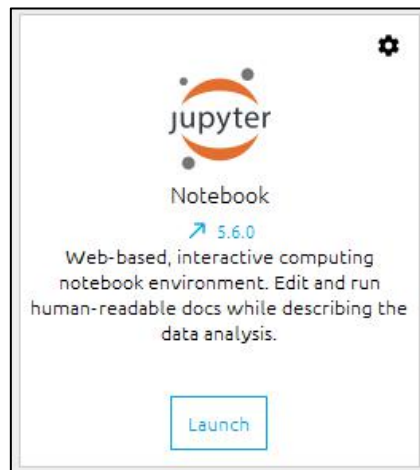 jupyter
Notebook
5.6.0
Web-based, interactive computing
notebook environment. Edit and run
human-readable docs while describing the
data analysis.
Launch